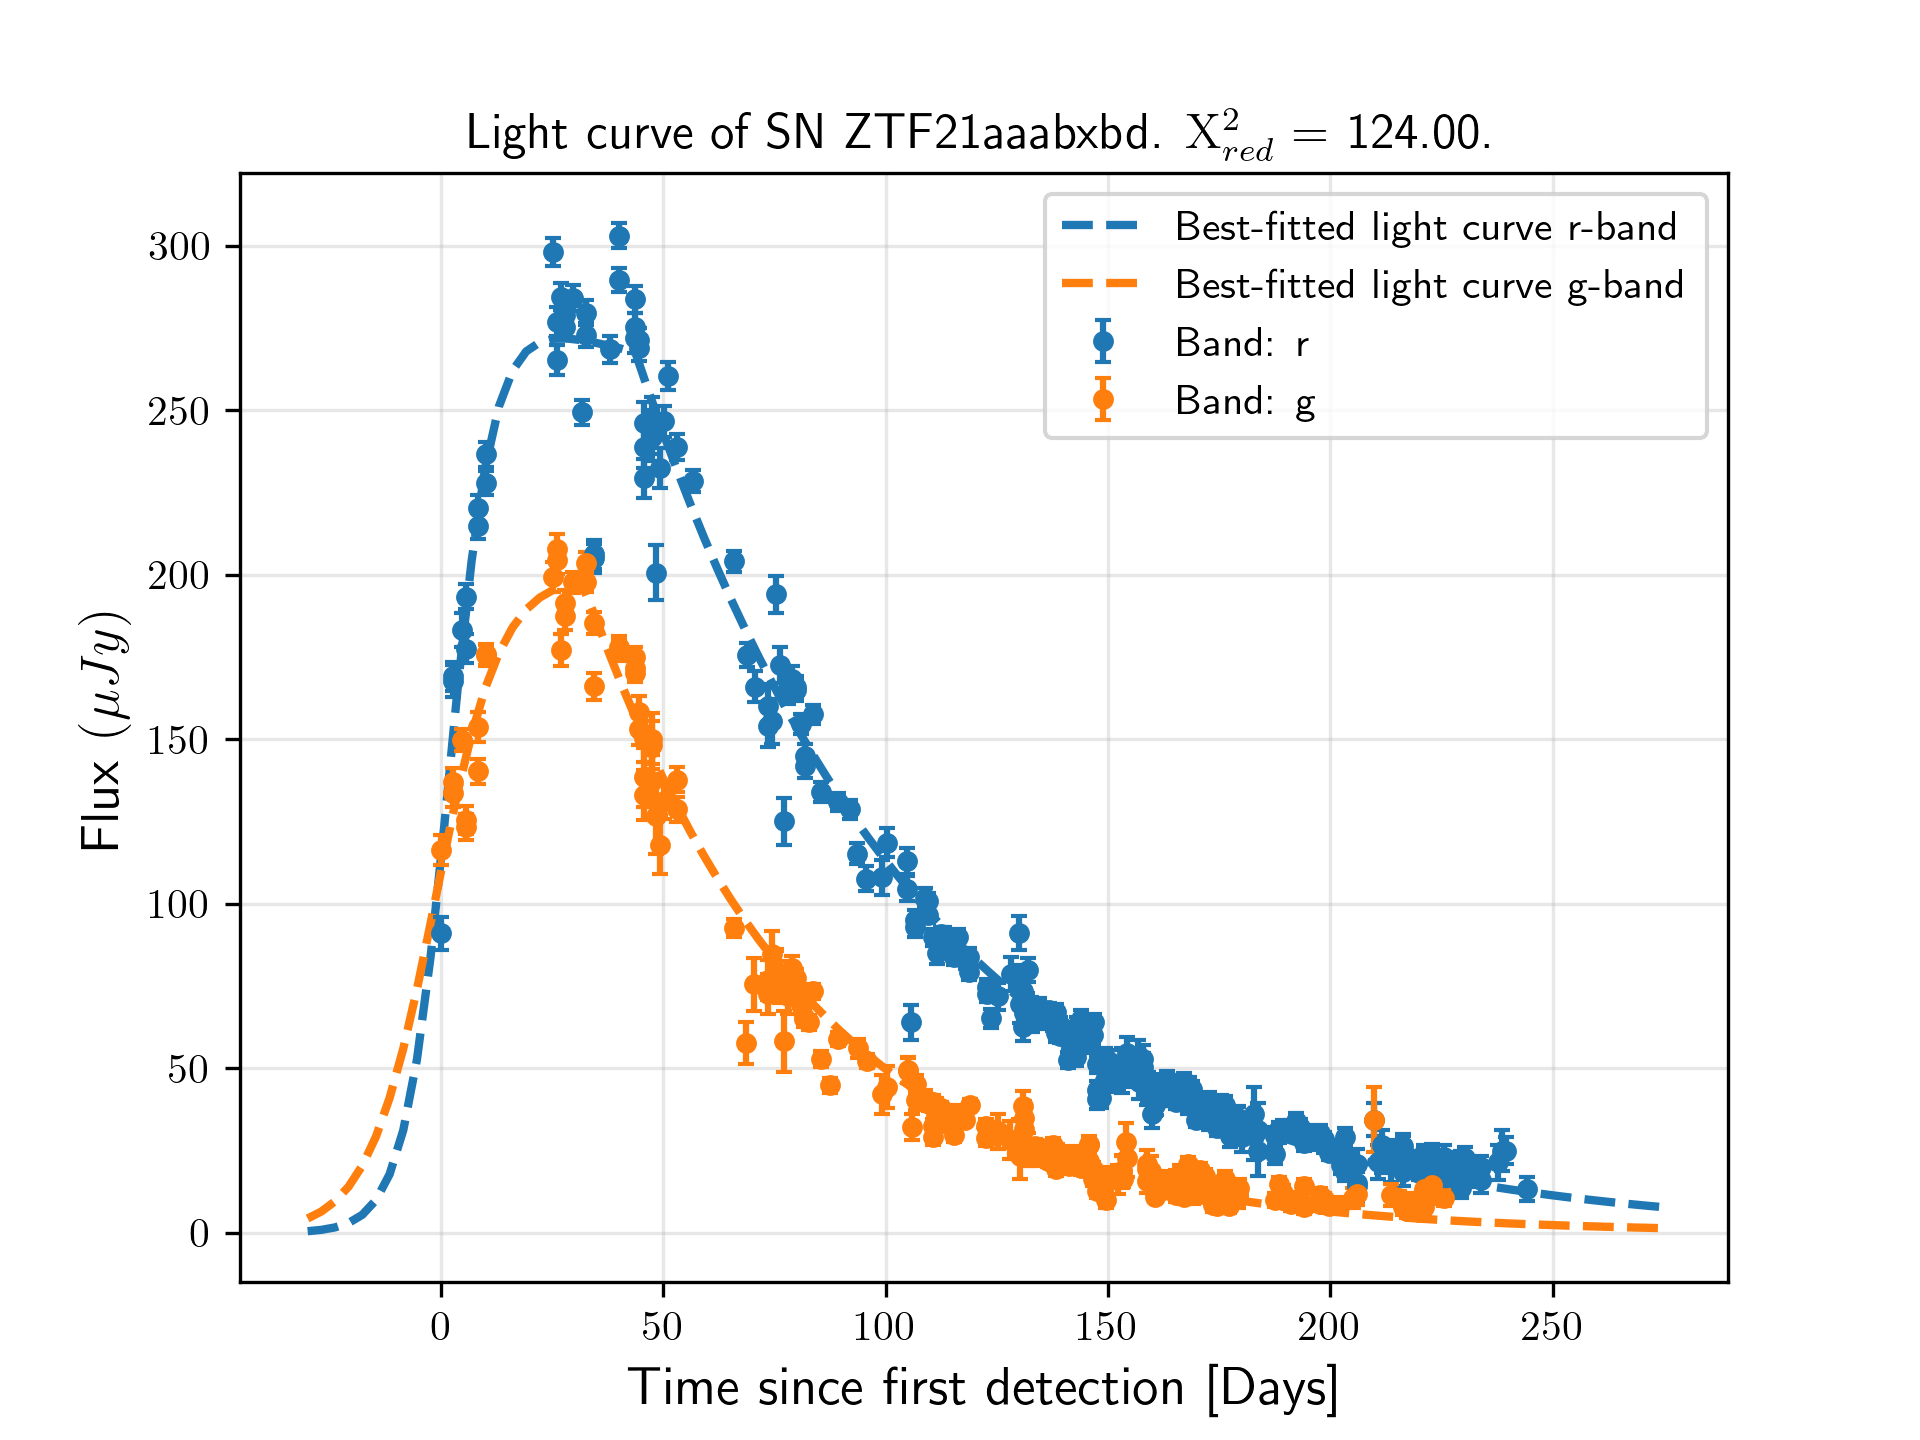 Light curve of SN ZTF21aaabxbd. X²_red = 124.00.
Best-fitted light curve r-band
Best-fitted light curve g-band
Band: r
Band: g
Flux (μJy)
300
250
200
150
100
50
0
0 50 100 150 200 250
Time since first detection [Days]